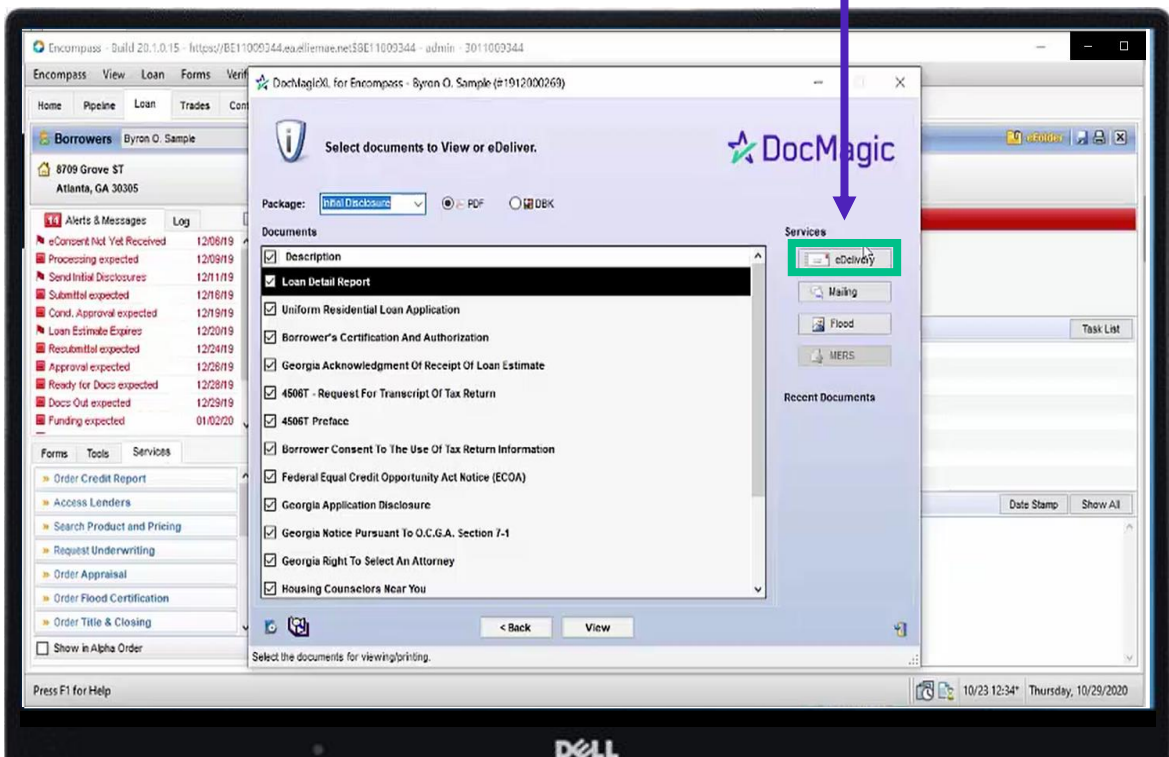 Encompass - Build 20.1.0.15 - https://BE11009344.ea.elliemae.net$BE11009344 - admin - 3011009344
Encompass View Loan Forms Verif
DocMagicXL for Encompass - Byron O. Sample (#1912000269)
Home Pipeline Loan Trades Cont
Borrowers Byron O. Sample
eFolder
8709 Grove ST
Atlanta, GA 30305
Select documents to View or eDeliver.
DocMagic
Package: Initial Disclosure PDF DBK
14 Alerts & Messages Log
eConsent Not Yet Received 12/06/19
Processing expected 12/09/19
Send Initial Disclosures 12/11/19
Submittal expected 12/16/19
Cond. Approval expected 12/19/19
Loan Estimate Expires 12/20/19
Resubmittal expected 12/24/19
Approval expected 12/26/19
Ready for Docs expected 12/28/19
Docs Out expected 12/29/19
Funding expected 01/02/20
Forms Tools Services
Order Credit Report
Access Lenders
Search Product and Pricing
Request Underwriting
Order Appraisal
Order Flood Certification
Order Title & Closing
Show in Alpha Order
Documents
Description
Loan Detail Report
Uniform Residential Loan Application
Borrower's Certification And Authorization
Georgia Acknowledgment Of Receipt Of Loan Estimate
4506T - Request For Transcript Of Tax Return
4506T Preface
Borrower Consent To The Use Of Tax Return Information
Federal Equal Credit Opportunity Act Notice (ECOA)
Georgia Application Disclosure
Georgia Notice Pursuant To O.C.G.A. Section 7-1
Georgia Right To Select An Attorney
Housing Counselors Near You
Services
eDelivery
Mailing
Flood
MERS
Recent Documents
Task List
Date Stamp Show All
< Back View
Select the documents for viewing/printing.
Press F1 for Help
10/23 12:34* Thursday, 10/29/2020
DELL